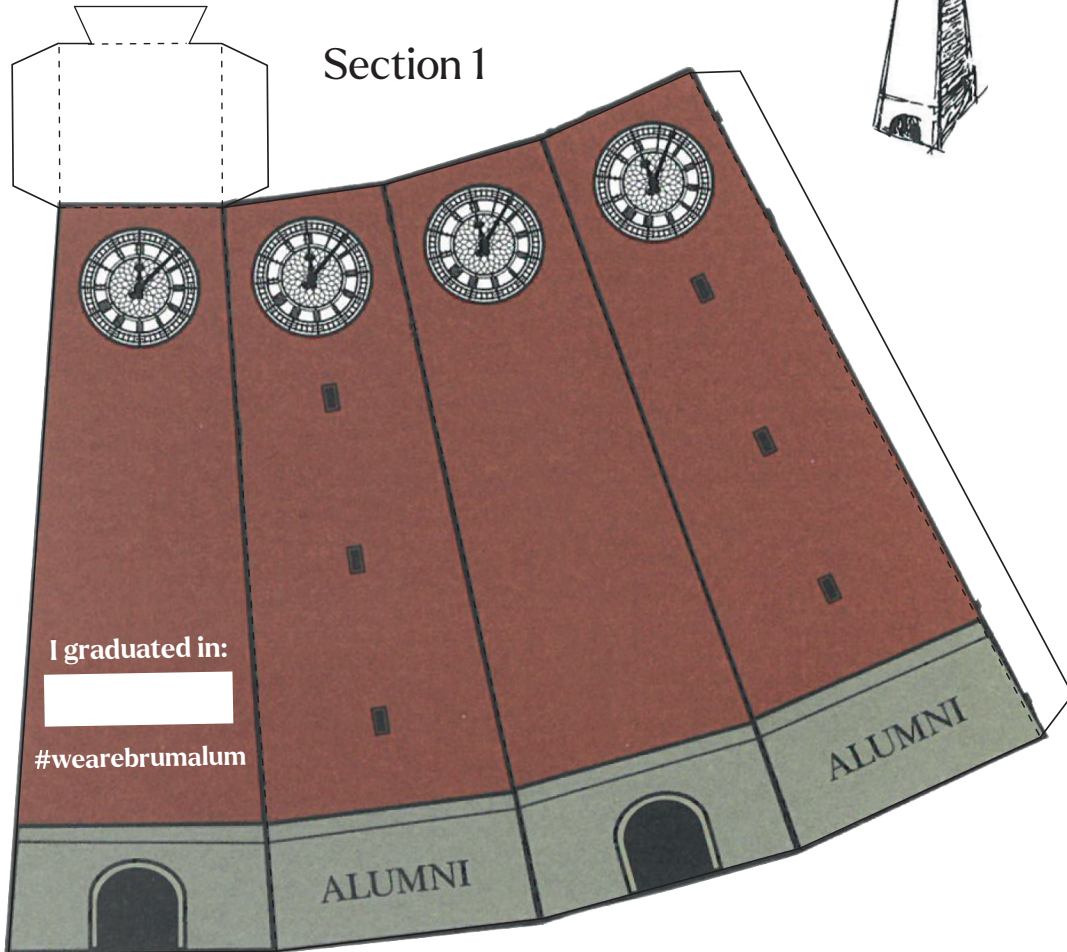 Section 1
I graduated in:
#wearebrumalum
ALUMNI
ALUMNI